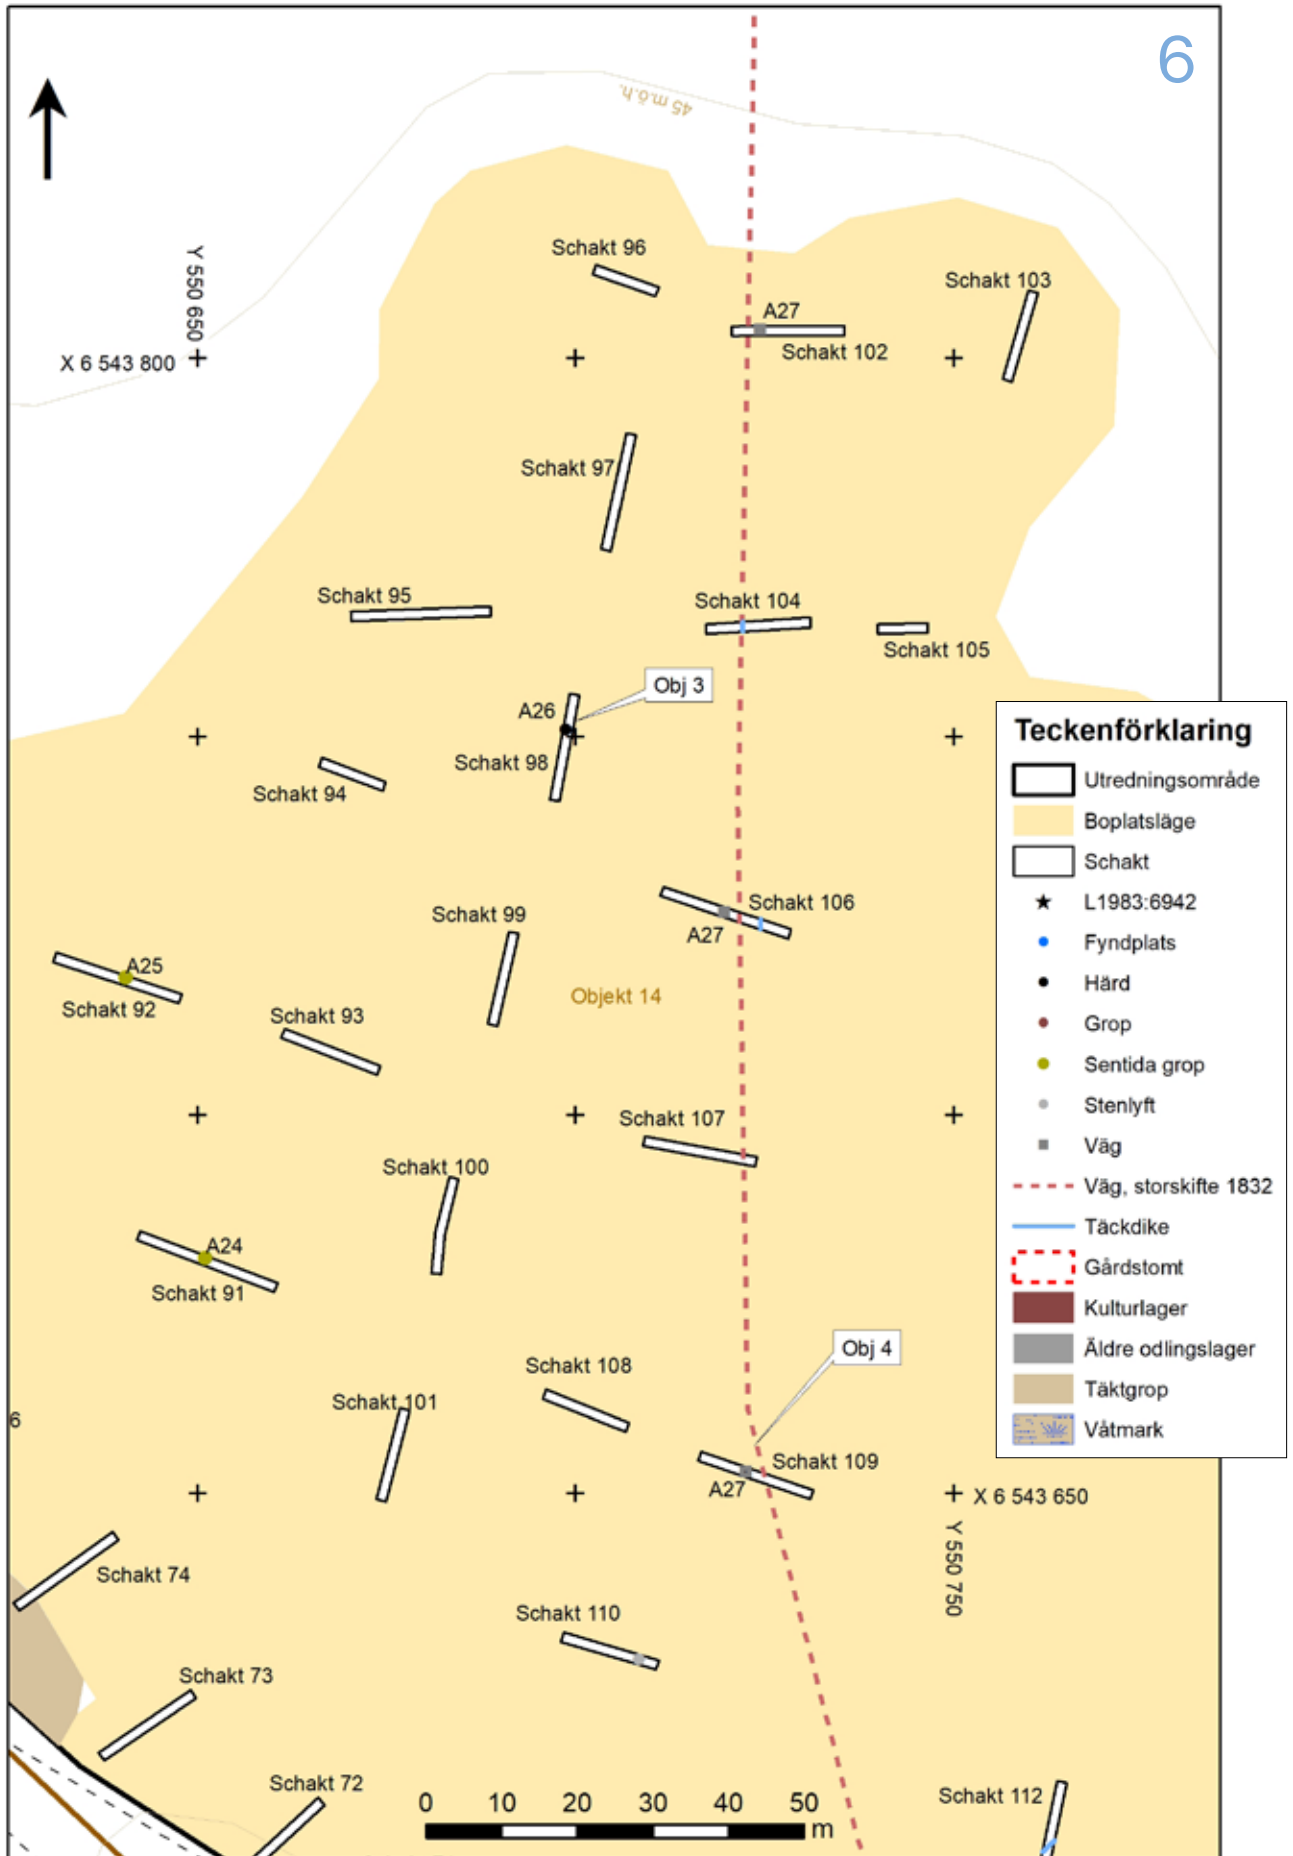 6
45 m.ö.h.
Schakt 96
Y 550 650
Schakt 103
A27
X 6 543 800
Schakt 102
Schakt 97
Schakt 95
Schakt 104
Schakt 105
Obj 3
A26
Schakt 98
Schakt 94
Schakt 106
Schakt 99
A27
A25
Schakt 92
Objekt 14
Schakt 93
Schakt 107
Schakt 100
A24
Schakt 91
Obj 4
Schakt 108
Schakt 101
6
Schakt 109
A27
X 6 543 650
Y 550 750
Schakt 74
Schakt 110
Schakt 73
Schakt 72
Schakt 112
0 10 20 30 40 50
m
Teckenförklaring
Utredningsområde
Boplatsläge
Schakt
L1983:6942
Fyndplats
Härd
Grop
Sentida grop
Stenlyft
Väg
Väg, storskifte 1832
Täckdike
Gårdstomt
Kulturlager
Äldre odlingslager
Täktgrop
Våtmark